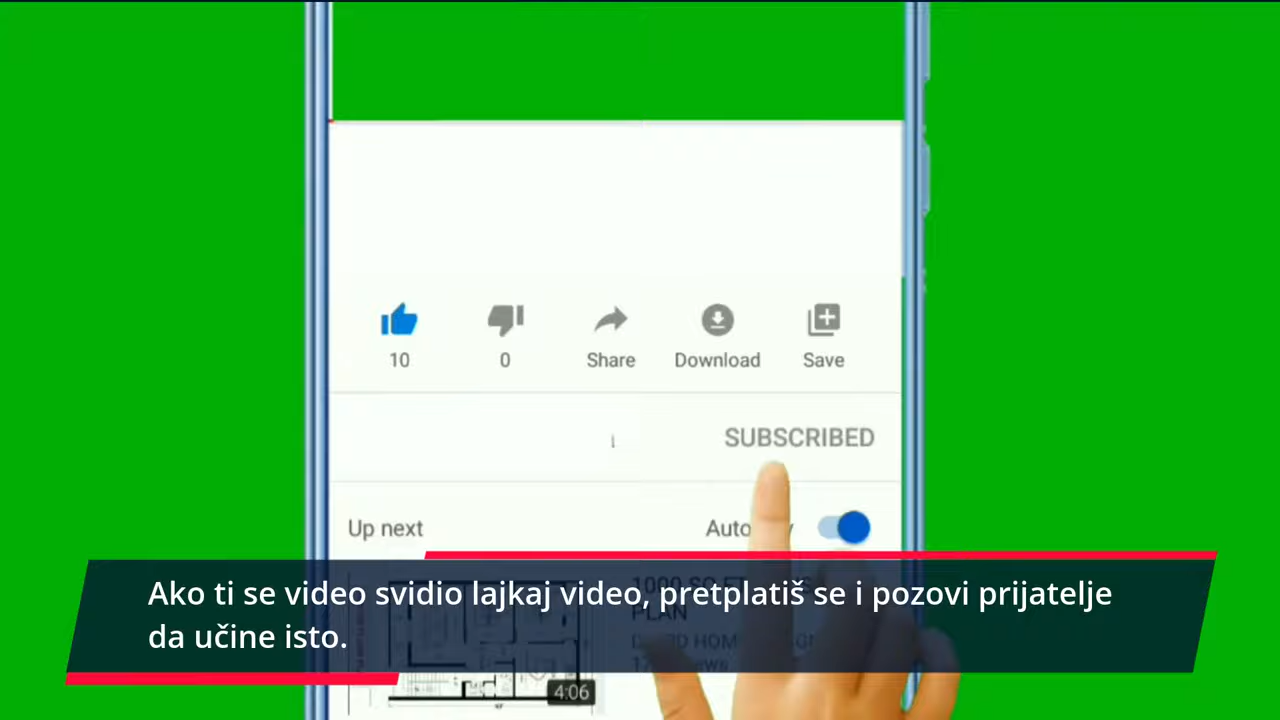 10
0
Share
Download
Save
SUBSCRIBED
Up next
Ako ti se video svidio lajkaj video, pretplatiš se i pozovi prijatelje
da učine isto.
PLAN
4:06